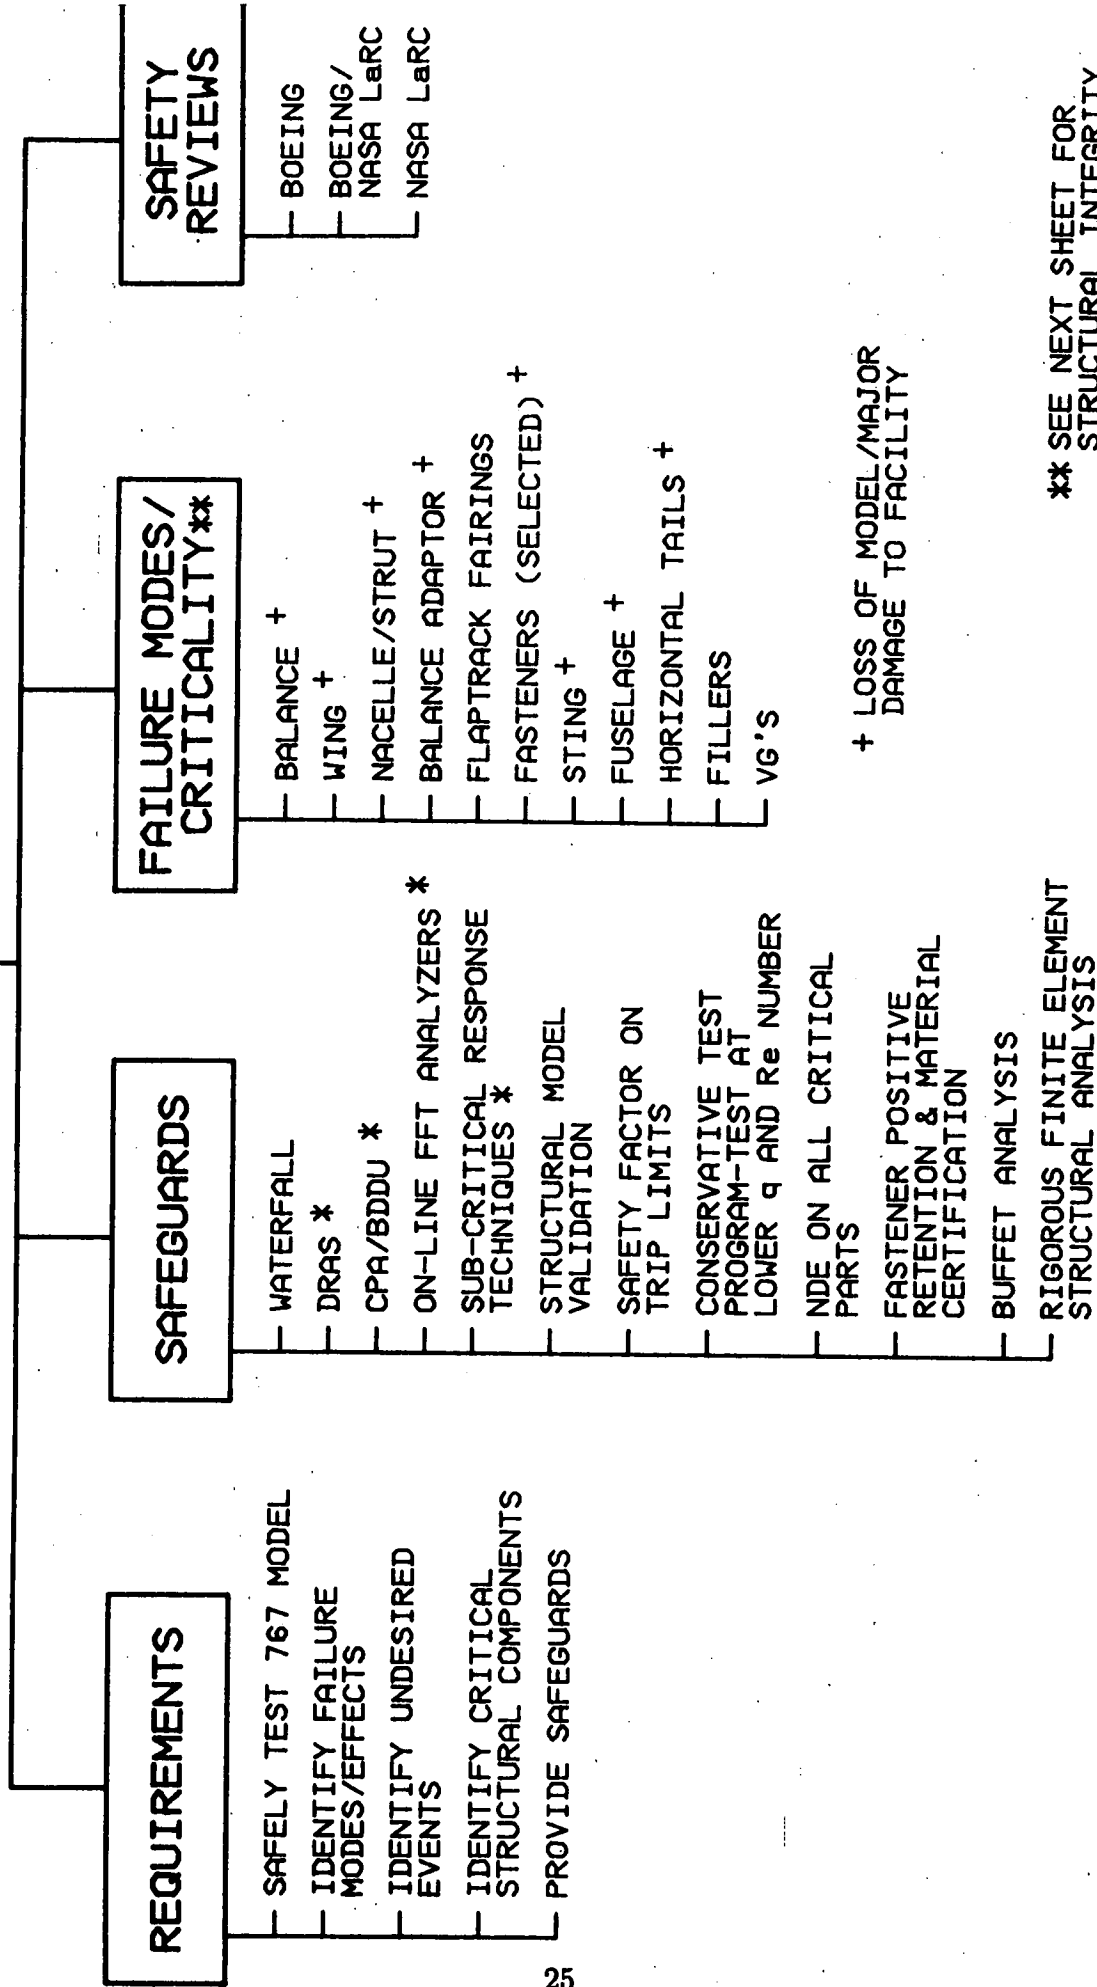 REQUIREMENTS
SAFELY TEST 767 MODEL
IDENTIFY FAILURE
MODES/EFFECTS
IDENTIFY UNDESIRED
EVENTS
IDENTIFY CRITICAL
STRUCTURAL COMPONENTS
PROVIDE SAFEGUARDS
SAFEGUARDS
WATERFALL
DRAS *
CPA/BDDU *
ON-LINE FFT ANALYZERS *
SUB-CRITICAL RESPONSE
TECHNIQUES *
STRUCTURAL MODEL
VALIDATION
SAFETY FACTOR ON
TRIP LIMITS
CONSERVATIVE TEST
PROGRAM-TEST AT
LOWER q AND Re NUMBER
NDE ON ALL CRITICAL
PARTS
FASTENER POSITIVE
RETENTION & MATERIAL
CERTIFICATION
BUFFET ANALYSIS
RIGOROUS FINITE ELEMENT
STRUCTURAL ANALYSIS
FAILURE MODES/
CRITICALITY**
BALANCE +
WING +
NACELLE/STRUT +
BALANCE ADAPTOR +
FLAPTRACK FAIRINGS
FASTENERS (SELECTED) +
STING +
FUSELAGE +
HORIZONTAL TAILS +
FILLERS
VG'S
+ LOSS OF MODEL/MAJOR
DAMAGE TO FACILITY
SAFETY
REVIEWS
BOEING
BOEING/
NASA LaRC
NASA LaRC
** SEE NEXT SHEET FOR
STRUCTURAL INTEGRITY
25